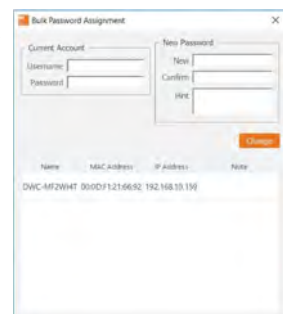 Bulk Password Assignment
Current Account
Username
Password
New Password
New
Confirm
Hint
Change
Name MAC Address IP Address Note
DWC-MF2WI4T 00:0D:F1:21:66:92 192.168.10.150